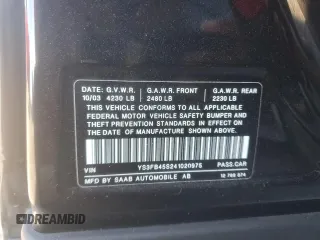 G.V.W.R. G.A.W.R. FRONT G.A.W.R. REAR
10/03 4230 LB 2460 LB 2230 LB
THIS VEHICLE CONFORMS TO ALL APPLICABLE
FEDERAL MOTOR VEHICLE SAFETY BUMPER AND
THEFT PREVENTION STANDARDS IN EFFECT ON THE
DATE OF MANUFACTURE SHOWN ABOVE
VIN YS3FB45S241020975 PASS.CAR
MFD BY SAAB AUTOMOBILE AB
DREAMBID